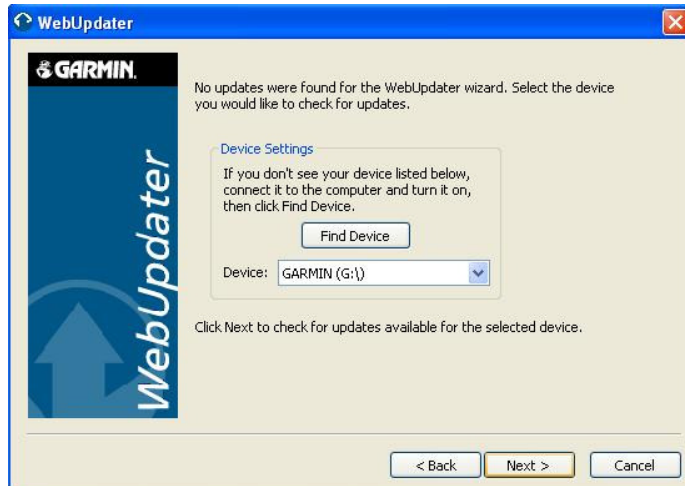 WebUpdater
GARMIN.
WebUpdater
No updates were found for the WebUpdater wizard. Select the device
you would like to check for updates.
Device Settings
If you don't see your device listed below,
connect it to the computer and turn it on,
then click Find Device.
Find Device
Device: GARMIN (G:\)
Click Next to check for updates available for the selected device.
< Back Next > Cancel